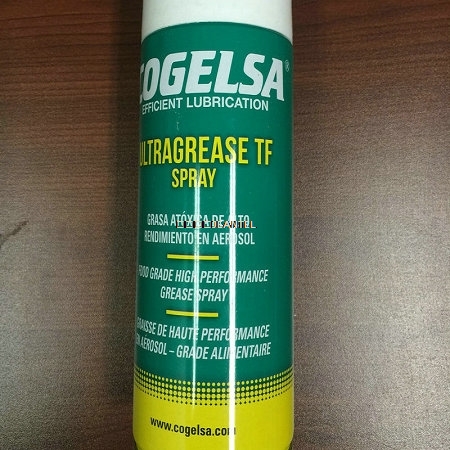 COGELSA®
EFFICIENT LUBRICATION
ULTRAGREASE TF
SPRAY
GRASA ATÓXICA DE ALTO
RENDIMIENTO EN AEROSOL
FOOD GRADE HIGH PERFORMANCE
GREASE SPRAY
GRAISSE DE HAUTE PERFORMANCE
EN AEROSOL – GRADE ALIMENTAIRE
www.cogelsa.com